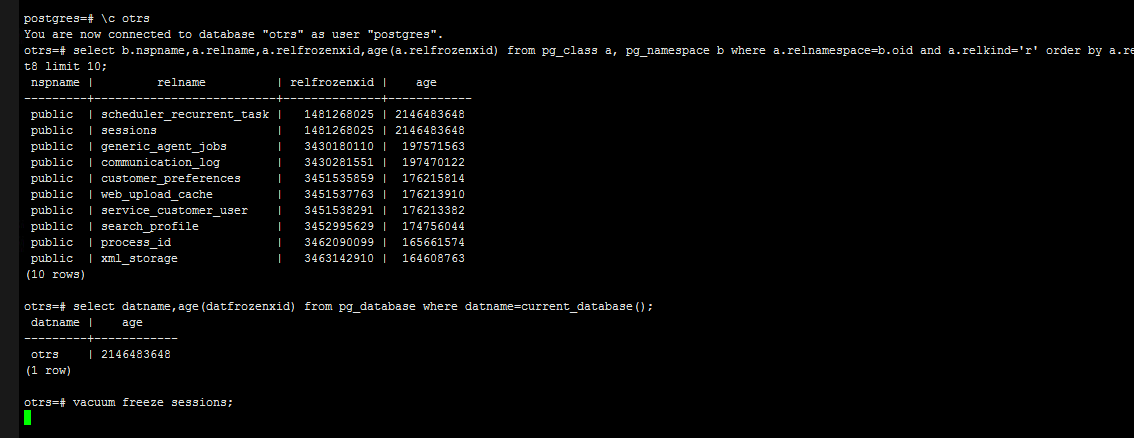 postgres=# \c otrs
You are now connected to database "otrs" as user "postgres".
otrs=# select b.nspname,a.relname,a.relfrozenxid,age(a.relfrozenxid) from pg_class a, pg_namespace b where a.relnamespace=b.oid and a.relkind='r' order by a.re
t8 limit 10;
 nspname |          relname          | relfrozenxid |    age
---------+---------------------------+--------------+------------
 public  | scheduler_recurrent_task |   1481268025 | 2146483648
 public  | sessions                  |   1481268025 | 2146483648
 public  | generic_agent_jobs        |   3430180110 |  197571563
 public  | communication_log         |   3430281551 |  197470122
 public  | customer_preferences      |   3451535859 |  176215814
 public  | web_upload_cache          |   3451537763 |  176213910
 public  | service_customer_user     |   3451538291 |  176213382
 public  | search_profile            |   3452995629 |  174756044
 public  | process_id                |   3462090099 |  165661574
 public  | xml_storage               |   3463142910 |  164608763
(10 rows)
otrs=# select datname,age(datfrozenxid) from pg_database where datname=current_database();
 datname |    age
---------+------------
 otrs    | 2146483648
(1 row)
otrs=# vacuum freeze sessions;